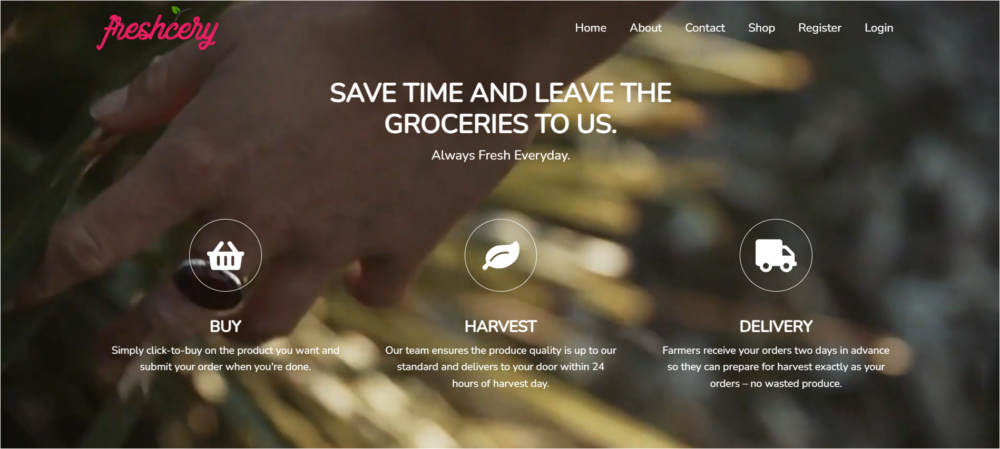 freshcery
Home About Contact Shop Register Login
SAVE TIME AND LEAVE THE
GROCERIES TO US.
Always Fresh Everyday.
BUY
Simply click-to-buy on the product you want and
submit your order when you're done.
HARVEST
Our team ensures the produce quality is up to our
standard and delivers to your door within 24
hours of harvest day.
DELIVERY
Farmers receive your orders two days in advance
so they can prepare for harvest exactly as your
orders – no wasted produce.